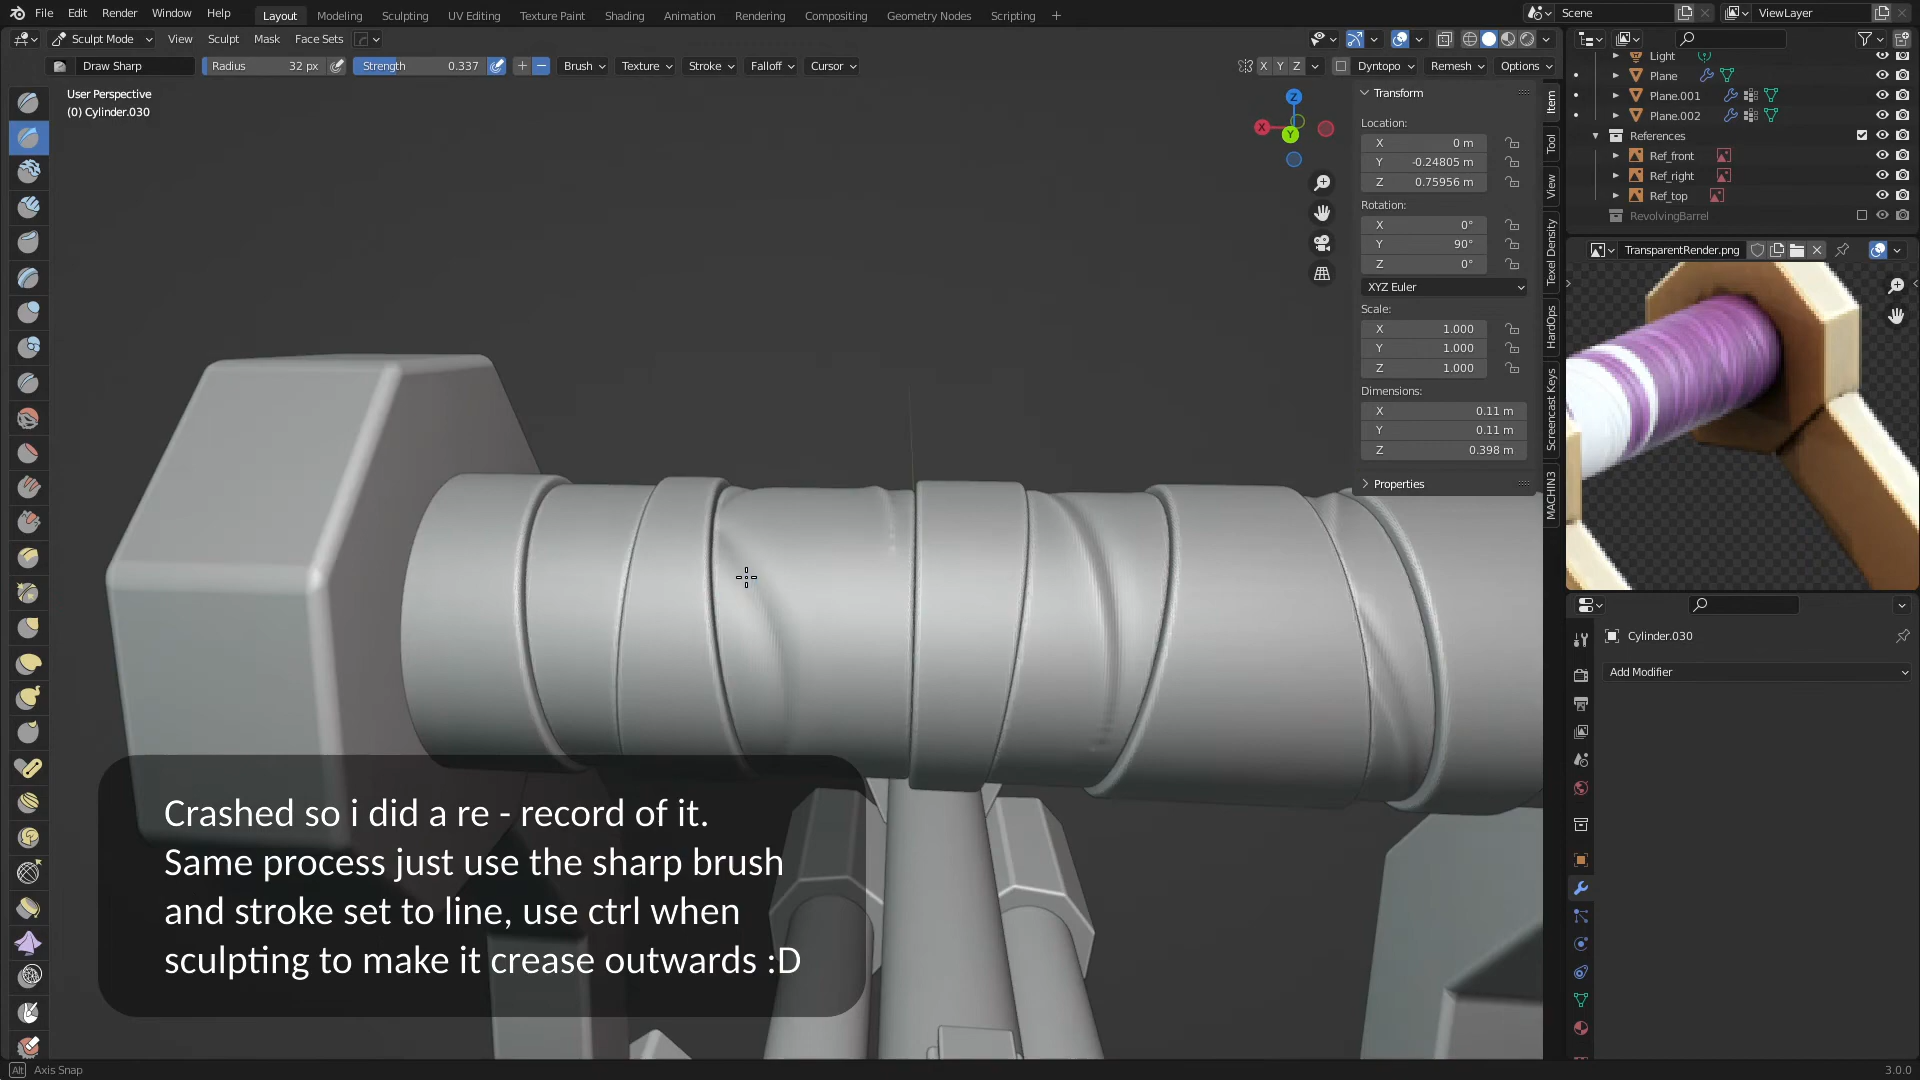 File Edit Render Window Help Layout Modeling Sculpting UV Editing Texture Paint Shading Animation Rendering Compositing Geometry Nodes Scripting + Scene ViewLayer
Sculpt Mode View Sculpt Mask Face Sets
Draw Sharp Radius 32 px Strength 0.337 Brush Texture Stroke Falloff Cursor X Y Z Dyntopo Remesh Options
User Perspective
(0) Cylinder.030
Z
X
Y
Transform
Location:
X 0 m
Y -0.24805 m
Z 0.75956 m
Rotation:
X 0°
Y 90°
Z 0°
XYZ Euler
Scale:
X 1.000
Y 1.000
Z 1.000
Dimensions:
X 0.11 m
Y 0.11 m
Z 0.398 m
Properties
Item
Tool
View
Texel Density
HardOps
Screencast Keys
MACHIN3
Light
Plane
Plane.001
Plane.002
References
Ref_front
Ref_right
Ref_top
RevolvingBarrel
TransparentRender.png
Cylinder.030
Add Modifier
Crashed so i did a re - record of it.
Same process just use the sharp brush
and stroke set to line, use ctrl when
sculpting to make it crease outwards :D
Alt Axis Snap
3.0.0